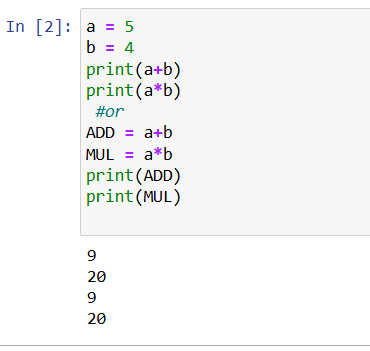 In [2]: a = 5
b = 4
print(a+b)
print(a*b)
#or
ADD = a+b
MUL = a*b
print(ADD)
print(MUL)
9
20
9
20